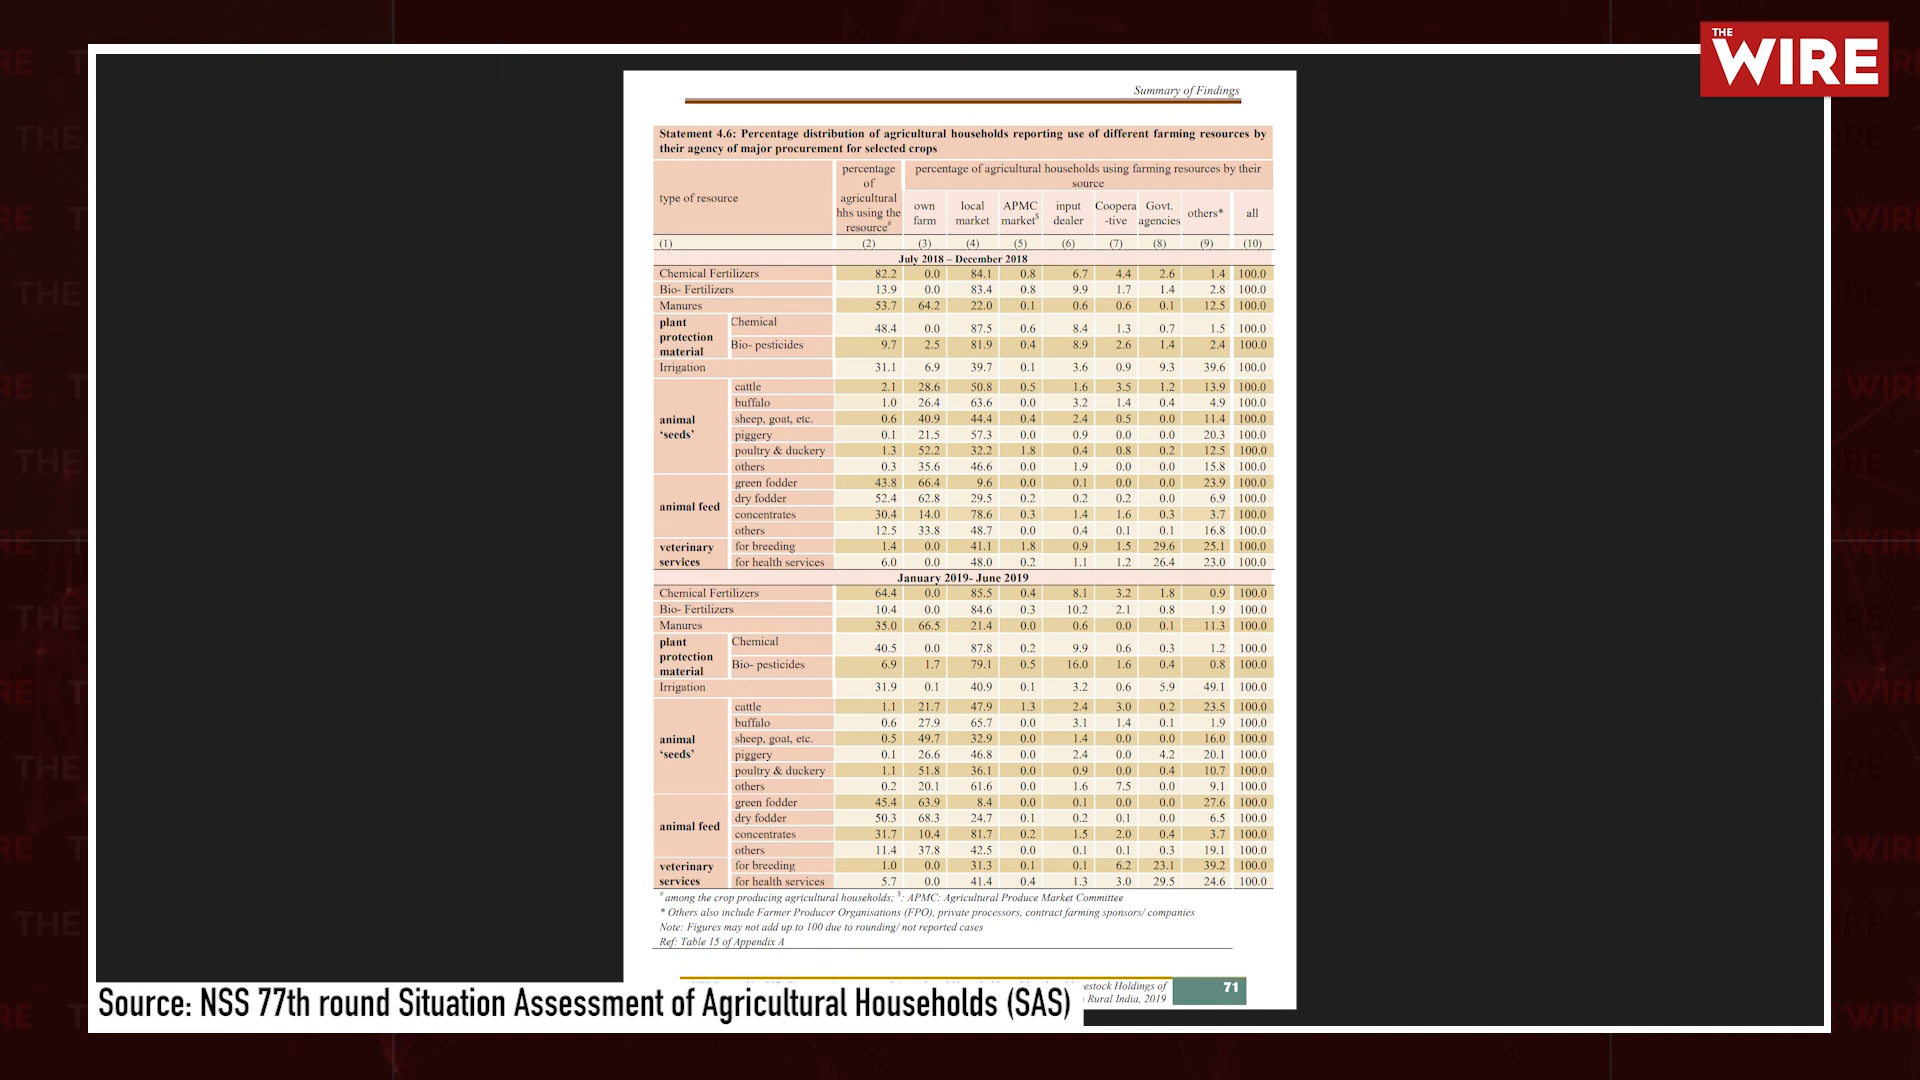 THE
WIRE
Summary of Findings
Statement 4.6: Percentage distribution of agricultural households reporting use of different farming resources by
their agency of major procurement for selected crops
type of resource
percentage
of
agricultural
hhs using the
resource#
percentage of agricultural households using farming resources by their
source
own
farm
local
market
APMC
market$
input
dealer
Coopera
-tive
Govt.
agencies
others*
all
(1) (2) (3) (4) (5) (6) (7) (8) (9) (10)
July 2018 – December 2018
Chemical Fertilizers 82.2 0.0 84.1 0.8 6.7 4.4 2.6 1.4 100.0
Bio- Fertilizers 13.9 0.0 83.4 0.8 9.9 1.7 1.4 2.8 100.0
Manures 53.7 64.2 22.0 0.1 0.6 0.6 0.1 12.5 100.0
plant
protection
material
Chemical 48.4 0.0 87.5 0.6 8.4 1.3 0.7 1.5 100.0
Bio- pesticides 9.7 2.5 81.9 0.4 8.9 2.6 1.4 2.4 100.0
Irrigation 31.1 6.9 39.7 0.1 3.6 0.9 9.3 39.6 100.0
animal
‘seeds’
cattle 2.1 28.6 50.8 0.5 1.6 3.5 1.2 13.9 100.0
buffalo 1.0 26.4 63.6 0.0 3.2 1.4 0.4 4.9 100.0
sheep, goat, etc. 0.6 40.9 44.4 0.4 2.4 0.5 0.0 11.4 100.0
piggery 0.1 21.5 57.3 0.0 0.9 0.0 0.0 20.3 100.0
poultry & duckery 1.3 52.2 32.2 1.8 0.4 0.8 0.2 12.5 100.0
others 0.3 35.6 46.6 0.0 1.9 0.0 0.0 15.8 100.0
animal feed
green fodder 43.8 66.4 9.6 0.0 0.1 0.0 0.0 23.9 100.0
dry fodder 52.4 62.8 29.5 0.2 0.2 0.2 0.0 6.9 100.0
concentrates 30.4 14.0 78.6 0.3 1.4 1.6 0.3 3.7 100.0
others 12.5 33.8 48.7 0.0 0.4 0.1 0.1 16.8 100.0
veterinary
services
for breeding 1.4 0.0 41.1 1.8 0.9 1.5 29.6 25.1 100.0
for health services 6.0 0.0 48.0 0.2 1.1 1.2 26.4 23.0 100.0
January 2019- June 2019
Chemical Fertilizers 64.4 0.0 85.5 0.4 8.1 3.2 1.8 0.9 100.0
Bio- Fertilizers 10.4 0.0 84.6 0.3 10.2 2.1 0.8 1.9 100.0
Manures 35.0 66.5 21.4 0.0 0.6 0.0 0.1 11.3 100.0
plant
protection
material
Chemical 40.5 0.0 87.8 0.2 9.9 0.6 0.3 1.2 100.0
Bio- pesticides 6.9 1.7 79.1 0.5 16.0 1.6 0.4 0.8 100.0
Irrigation 31.9 0.1 40.9 0.1 3.2 0.6 5.9 49.1 100.0
animal
‘seeds’
cattle 1.1 21.7 47.9 1.3 2.4 3.0 0.2 23.5 100.0
buffalo 0.6 27.9 65.7 0.0 3.1 1.4 0.1 1.9 100.0
sheep, goat, etc. 0.5 49.7 32.9 0.0 1.4 0.0 0.0 16.0 100.0
piggery 0.1 26.6 46.8 0.0 2.4 0.0 4.2 20.1 100.0
poultry & duckery 1.1 51.8 36.1 0.0 0.9 0.0 0.4 10.7 100.0
others 0.2 20.1 61.6 0.0 1.6 7.5 0.0 9.1 100.0
animal feed
green fodder 45.4 63.9 8.4 0.0 0.1 0.0 0.0 27.6 100.0
dry fodder 50.3 68.3 24.7 0.1 0.2 0.1 0.0 6.5 100.0
concentrates 31.7 10.4 81.7 0.2 1.5 2.0 0.4 3.7 100.0
others 11.4 37.8 42.5 0.0 0.1 0.1 0.3 19.1 100.0
veterinary
services
for breeding 1.0 0.0 31.3 0.1 0.1 6.2 23.1 39.2 100.0
for health services 5.7 0.0 41.4 0.4 1.3 3.0 29.5 24.6 100.0
# among the crop producing agricultural households; $: APMC: Agricultural Produce Market Committee
* Others also include Farmer Producer Organisations (FPO), private processors, contract farming sponsors/ companies
Note: Figures may not add up to 100 due to rounding/ not reported cases
Ref: Table 15 of Appendix A
Holdings of
Rural India, 2019
71
Source: NSS 77th round Situation Assessment of Agricultural Households (SAS)